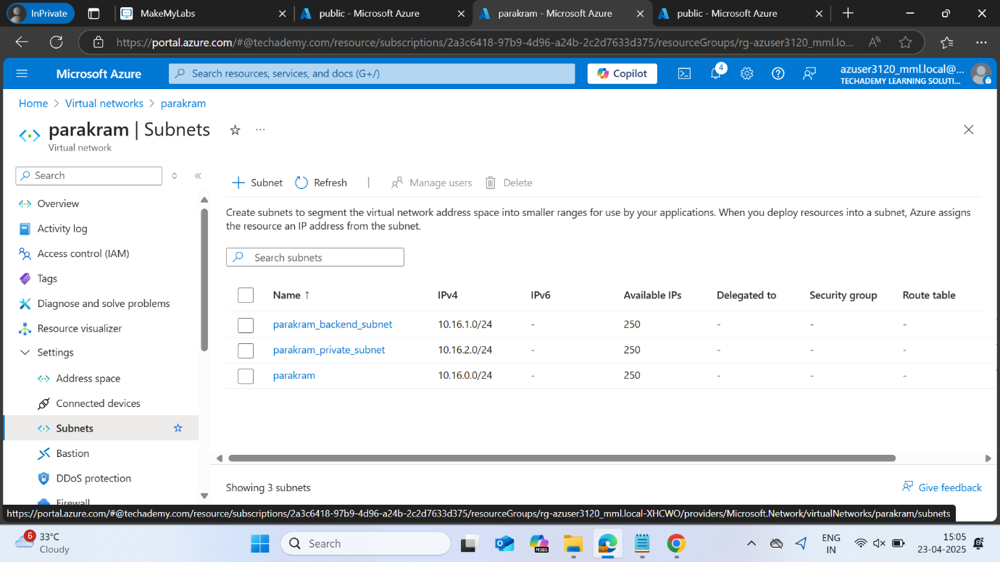 InPrivate
MakeMyLabs
public - Microsoft Azure
parakram - Microsoft Azure
public - Microsoft Azure
https://portal.azure.com/#@techademy.com/resource/subscriptions/2a3c6418-97b9-4d96-a24b-2c2d7633d375/resourceGroups/rg-azuser3120_mml.lo...
Microsoft Azure
Search resources, services, and docs (G+/)
Copilot
4
azuser3120_mml.local@...
TECHADEMY LEARNING SOLUTI...
Home > Virtual networks > parakram
parakram | Subnets
Virtual network
Search
Overview
Activity log
Access control (IAM)
Tags
Diagnose and solve problems
Resource visualizer
Settings
Address space
Connected devices
Subnets
Bastion
DDoS protection
Firewall
Subnet Refresh | Manage users Delete
Create subnets to segment the virtual network address space into smaller ranges for use by your applications. When you deploy resources into a subnet, Azure assigns
the resource an IP address from the subnet.
Search subnets
Name ↑ IPv4 IPv6 Available IPs Delegated to Security group Route table
parakram_backend_subnet 10.16.1.0/24 - 250 - - -
parakram_private_subnet 10.16.2.0/24 - 250 - - -
parakram 10.16.0.0/24 - 250 - - -
Showing 3 subnets
Give feedback
https://portal.azure.com/#@techademy.com/resource/subscriptions/2a3c6418-97b9-4d96-a24b-2c2d7633d375/resourceGroups/rg-azuser3120_mml.local-XHCWO/providers/Microsoft.Network/virtualNetworks/parakram/subnets
6
33°C
Cloudy
Search
M365
ENG
IN
15:05
23-04-2025